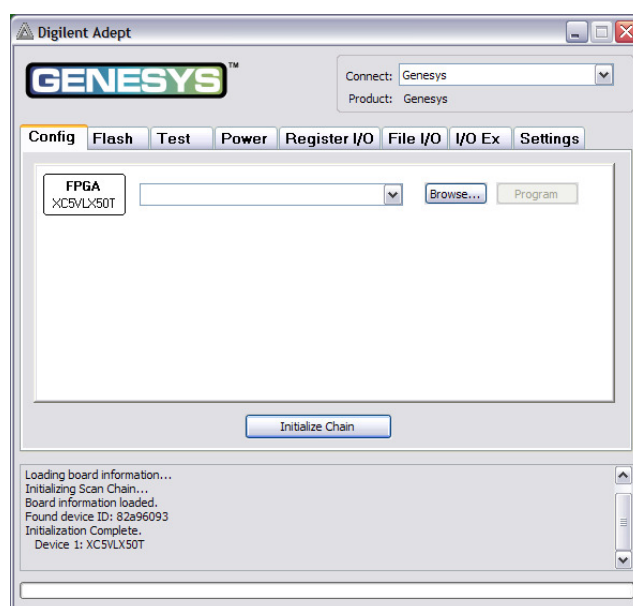 Digilent Adept
GENESYS™
Connect: Genesys
Product: Genesys
Config Flash Test Power Register I/O File I/O I/O Ex Settings
FPGA
XC5VLX50T
Browse... Program
Initialize Chain
Loading board information...
Initializing Scan Chain...
Board information loaded.
Found device ID: 82a96093
Initialization Complete.
Device 1: XC5VLX50T